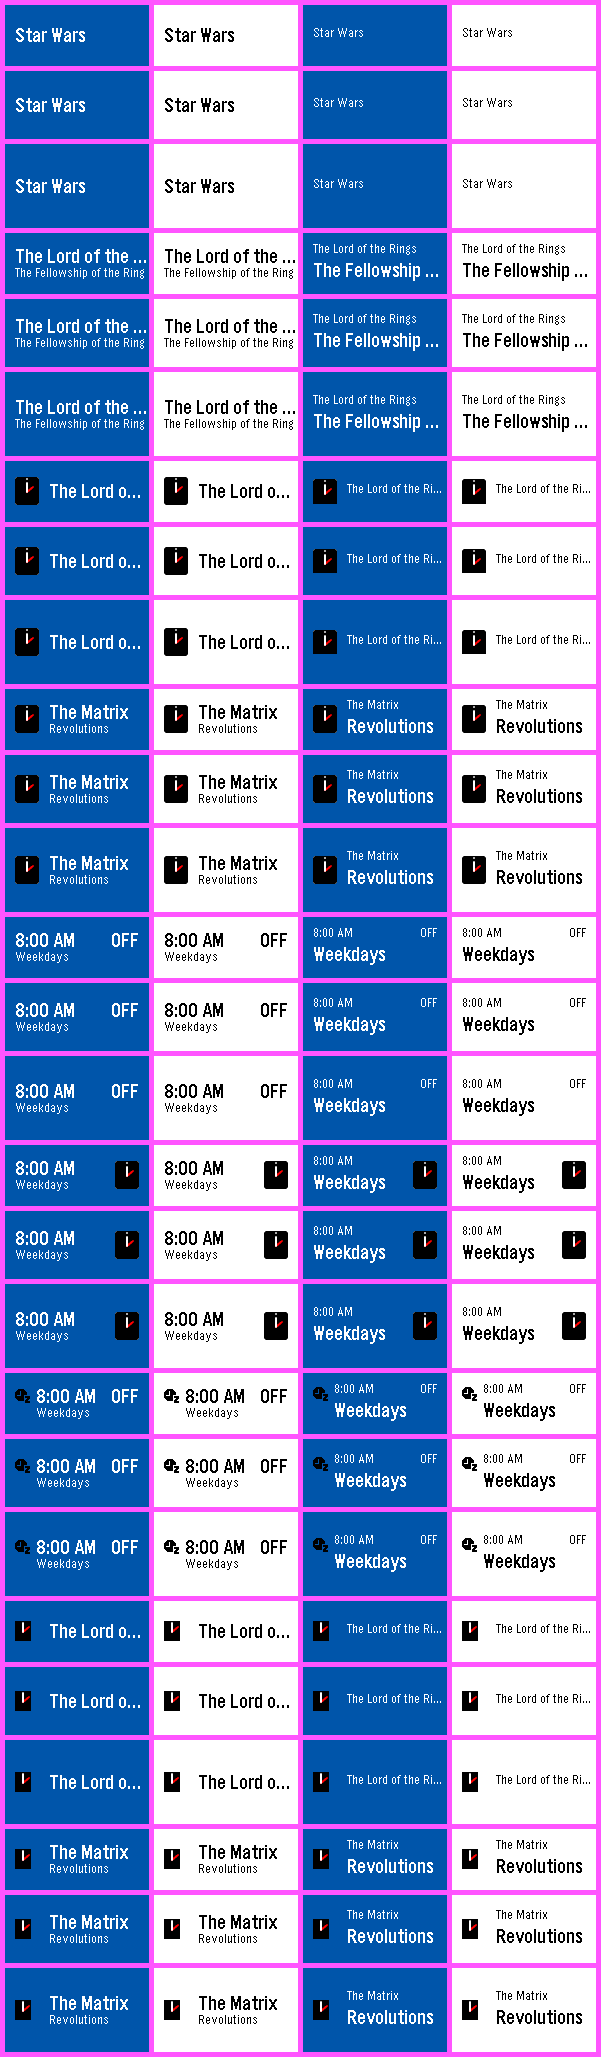 Star Wars Star Wars Star Wars Star Wars
Star Wars Star Wars Star Wars Star Wars
Star Wars Star Wars Star Wars Star Wars
The Lord of the ... The Lord of the ... The Lord of the Rings The Lord of the Rings
The Fellowship of the Ring The Fellowship of the Ring The Fellowship ... The Fellowship ...
The Lord of the ... The Lord of the ... The Lord of the Rings The Lord of the Rings
The Fellowship of the Ring The Fellowship of the Ring The Fellowship ... The Fellowship ...
The Lord of the ... The Lord of the ... The Lord of the Rings The Lord of the Rings
The Fellowship of the Ring The Fellowship of the Ring The Fellowship ... The Fellowship ...
The Lord o... The Lord o... The Lord of the Ri... The Lord of the Ri...
The Lord o... The Lord o... The Lord of the Ri... The Lord of the Ri...
The Lord o... The Lord o... The Lord of the Ri... The Lord of the Ri...
The Matrix The Matrix The Matrix The Matrix
Revolutions Revolutions Revolutions Revolutions
The Matrix The Matrix The Matrix The Matrix
Revolutions Revolutions Revolutions Revolutions
The Matrix The Matrix The Matrix The Matrix
Revolutions Revolutions Revolutions Revolutions
8:00 AM OFF 8:00 AM OFF 8:00 AM OFF 8:00 AM OFF
Weekdays Weekdays Weekdays Weekdays
8:00 AM OFF 8:00 AM OFF 8:00 AM OFF 8:00 AM OFF
Weekdays Weekdays Weekdays Weekdays
8:00 AM OFF 8:00 AM OFF 8:00 AM OFF 8:00 AM OFF
Weekdays Weekdays Weekdays Weekdays
8:00 AM 8:00 AM 8:00 AM 8:00 AM
Weekdays Weekdays Weekdays Weekdays
8:00 AM 8:00 AM 8:00 AM 8:00 AM
Weekdays Weekdays Weekdays Weekdays
8:00 AM 8:00 AM 8:00 AM 8:00 AM
Weekdays Weekdays Weekdays Weekdays
8:00 AM OFF 8:00 AM OFF 8:00 AM OFF 8:00 AM OFF
Weekdays Weekdays Weekdays Weekdays
8:00 AM OFF 8:00 AM OFF 8:00 AM OFF 8:00 AM OFF
Weekdays Weekdays Weekdays Weekdays
8:00 AM OFF 8:00 AM OFF 8:00 AM OFF 8:00 AM OFF
Weekdays Weekdays Weekdays Weekdays
The Lord o... The Lord o... The Lord of the Ri... The Lord of the Ri...
The Lord o... The Lord o... The Lord of the Ri... The Lord of the Ri...
The Lord o... The Lord o... The Lord of the Ri... The Lord of the Ri...
The Matrix The Matrix The Matrix The Matrix
Revolutions Revolutions Revolutions Revolutions
The Matrix The Matrix The Matrix The Matrix
Revolutions Revolutions Revolutions Revolutions
The Matrix The Matrix The Matrix The Matrix
Revolutions Revolutions Revolutions Revolutions